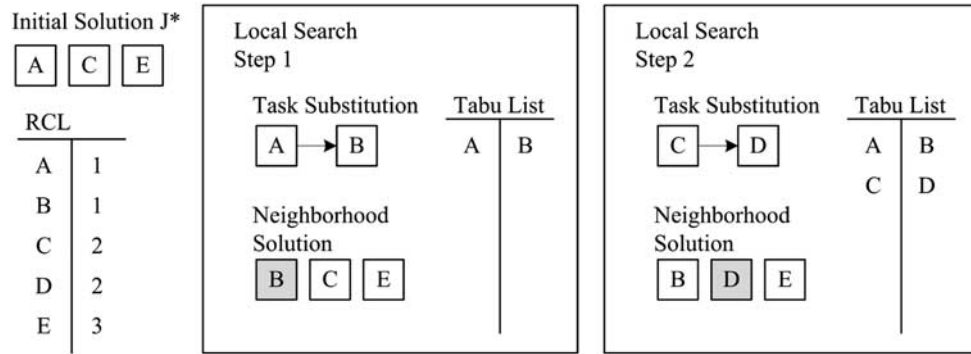 Initial Solution J*
A C E
RCL
A 1
B 1
C 2
D 2
E 3
Local Search
Step 1
Task Substitution
A B
Tabu List
A B
Neighborhood
Solution
B C E
Local Search
Step 2
Task Substitution
C D
Tabu List
A B
C D
Neighborhood
Solution
B D E